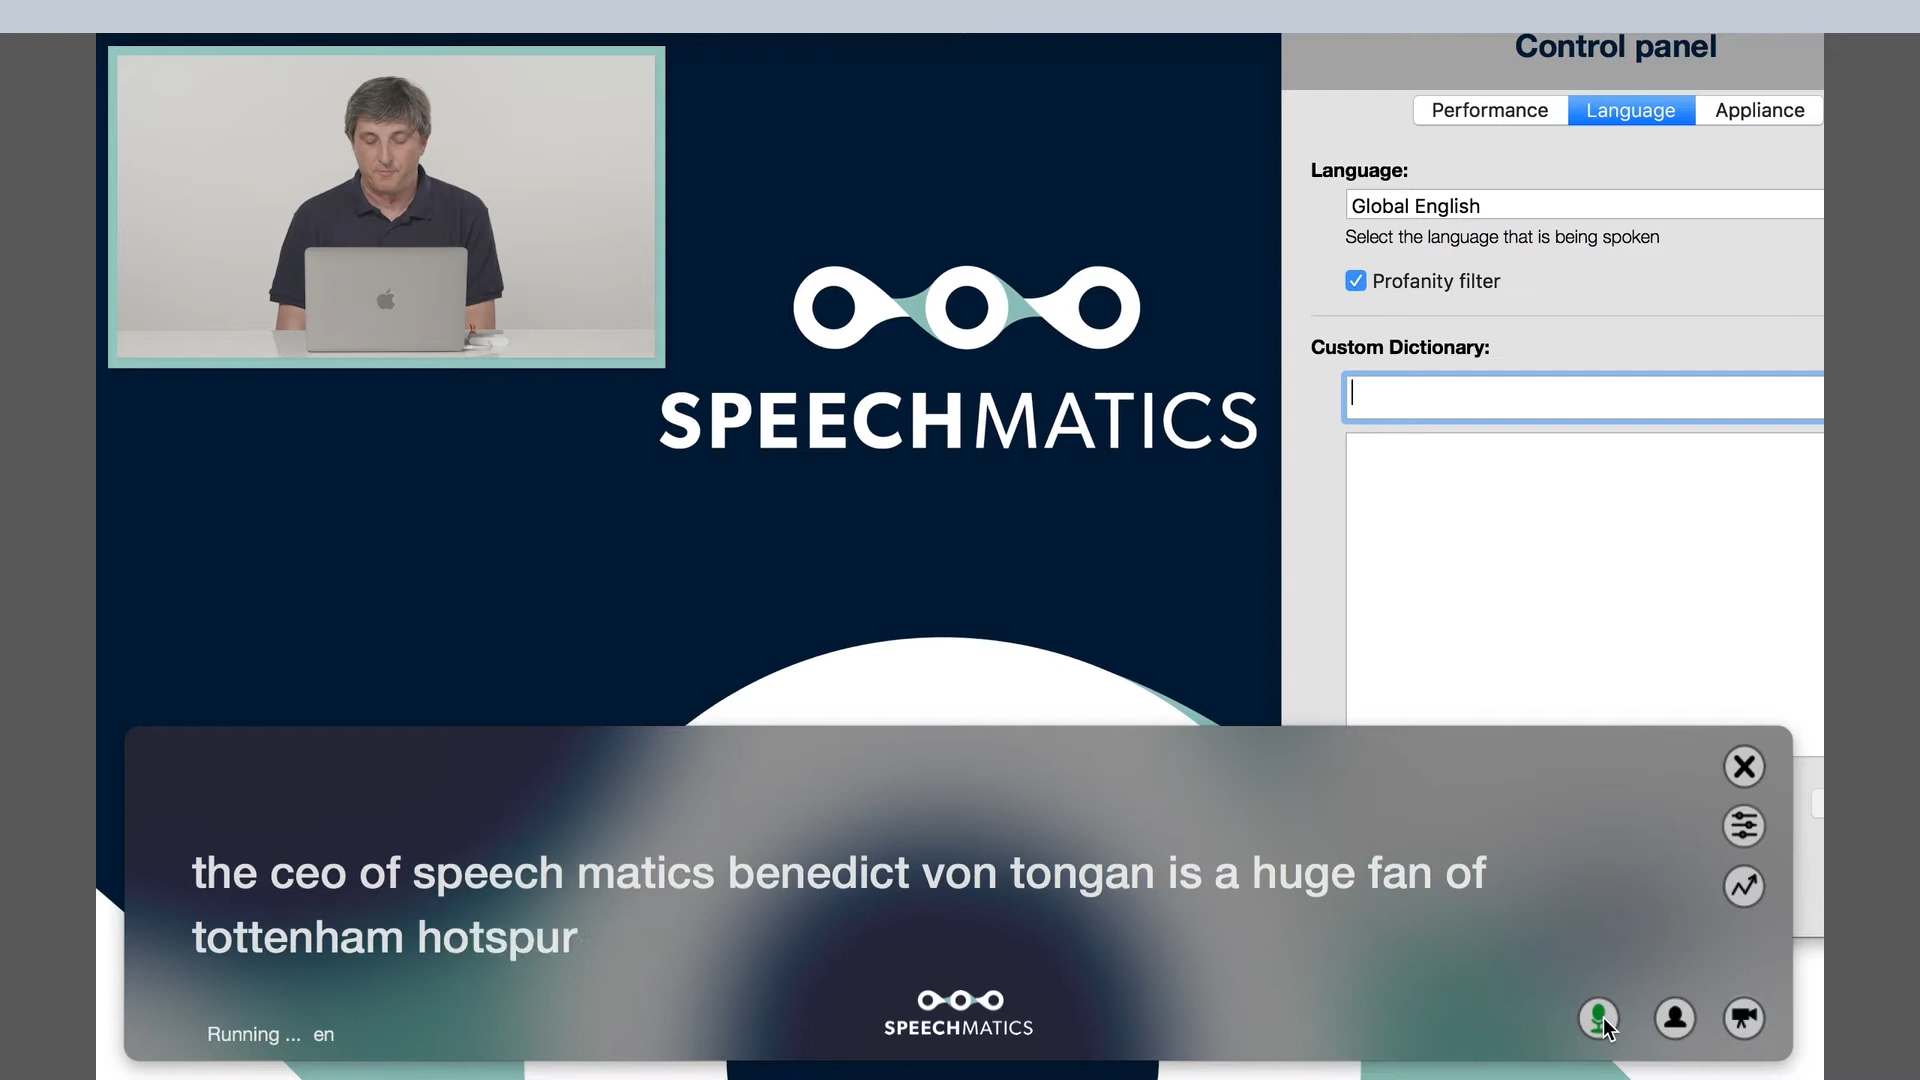 Control panel
Performance Language Appliance
Language:
Global English
Select the language that is being spoken
Profanity filter
Custom Dictionary:
SPEECHMATICS
the ceo of speech matics benedict von tongan is a huge fan of
tottenham hotspur
SPEECHMATICS
Running ... en